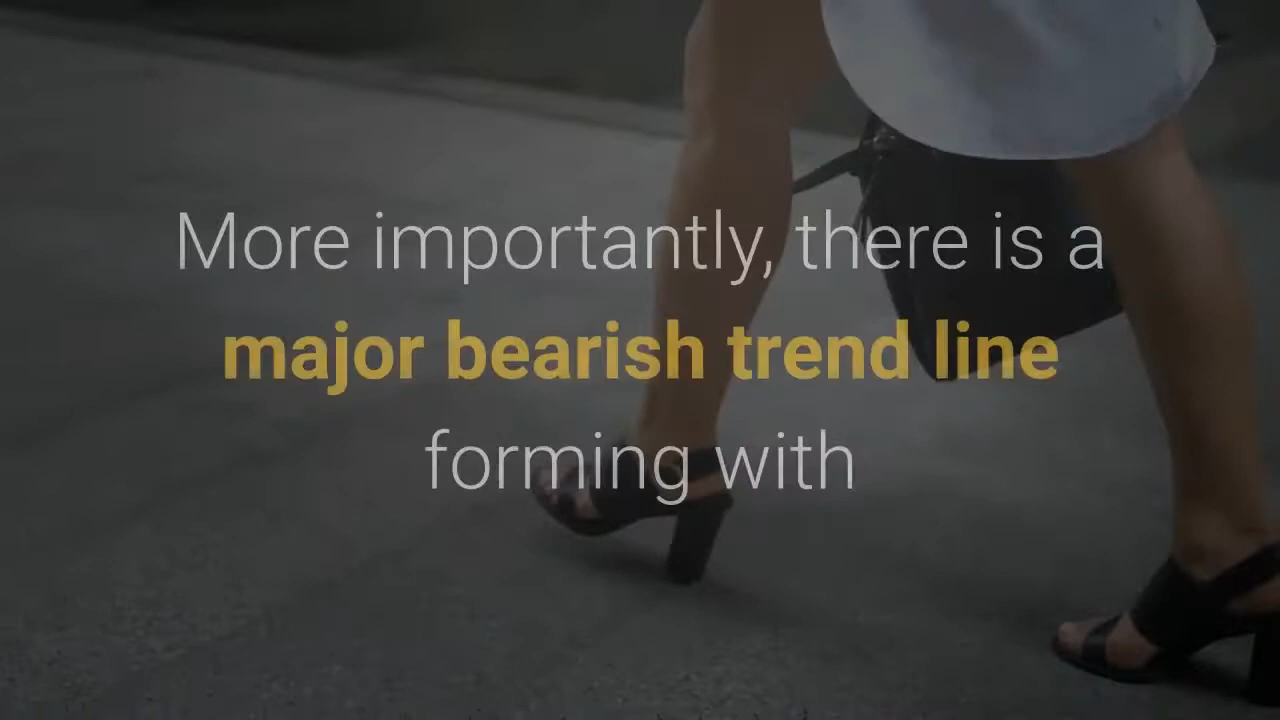 More importantly, there is a
major bearish trend line
forming with